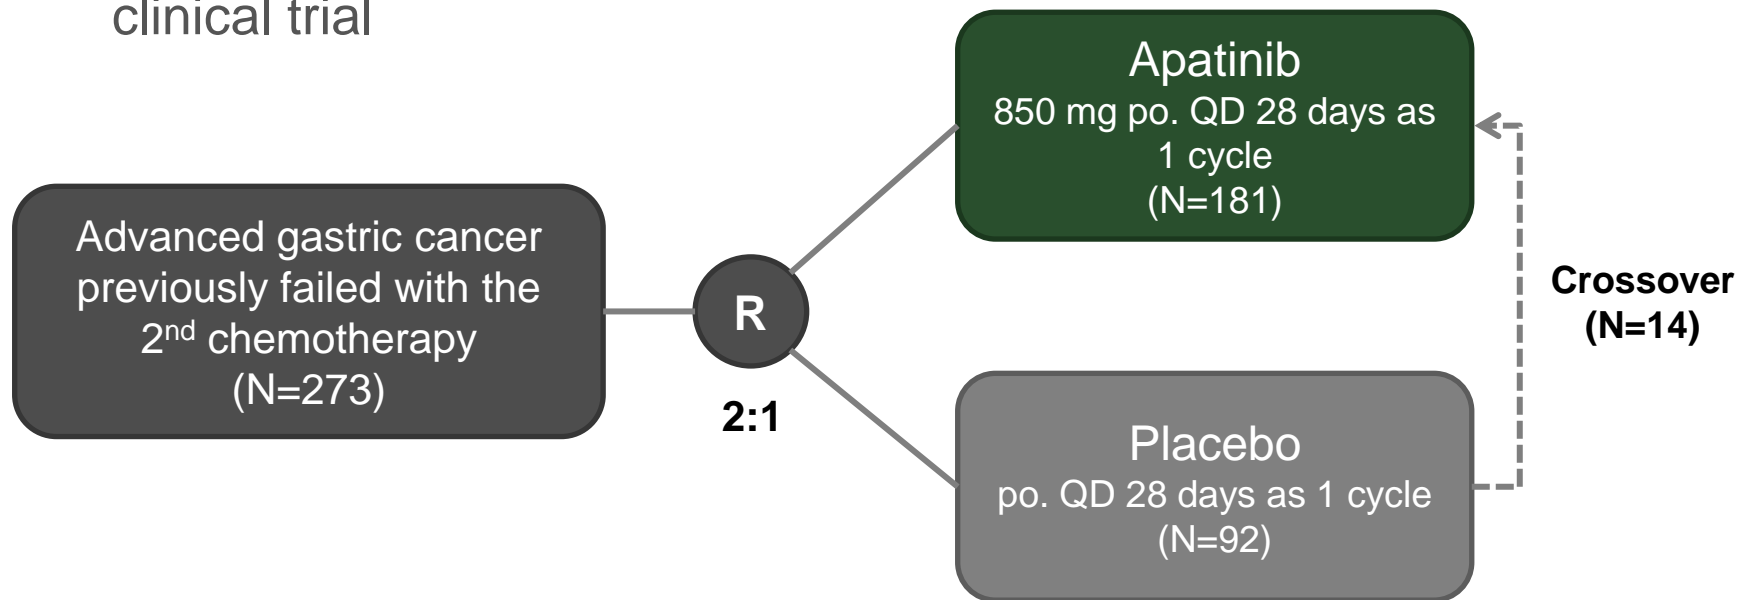 clinical trial
Advanced gastric cancer
previously failed with the
2nd chemotherapy
(N=273)
R
2:1
Apatinib
850 mg po. QD 28 days as
1 cycle
(N=181)
Placebo
po. QD 28 days as 1 cycle
(N=92)
Crossover
(N=14)